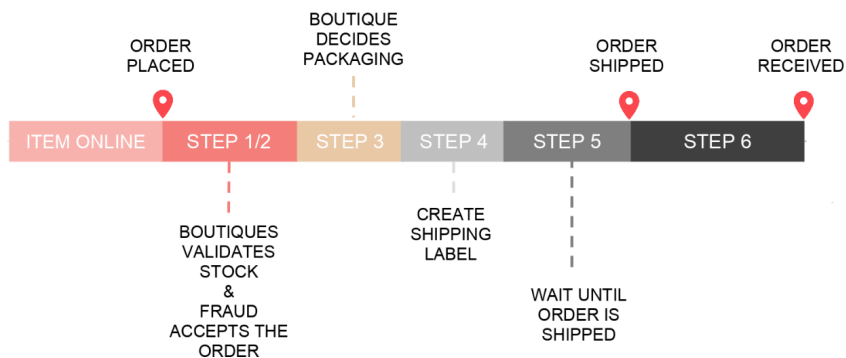 BOUTIQUE
DECIDES
PACKAGING
ORDER
PLACED
ORDER
SHIPPED
ORDER
RECEIVED
ITEM ONLINE
STEP 1/2
STEP 3
STEP 4
STEP 5
STEP 6
BOUTIQUES
VALIDATES
STOCK
&
FRAUD
ACCEPTS THE
ORDER
CREATE
SHIPPING
LABEL
WAIT UNTIL
ORDER IS
SHIPPED